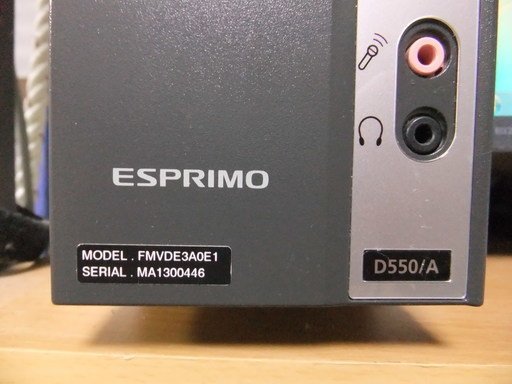 ESPRIMO
MODEL . FMVDE3A0E1
SERIAL . MA1300446
D550/A